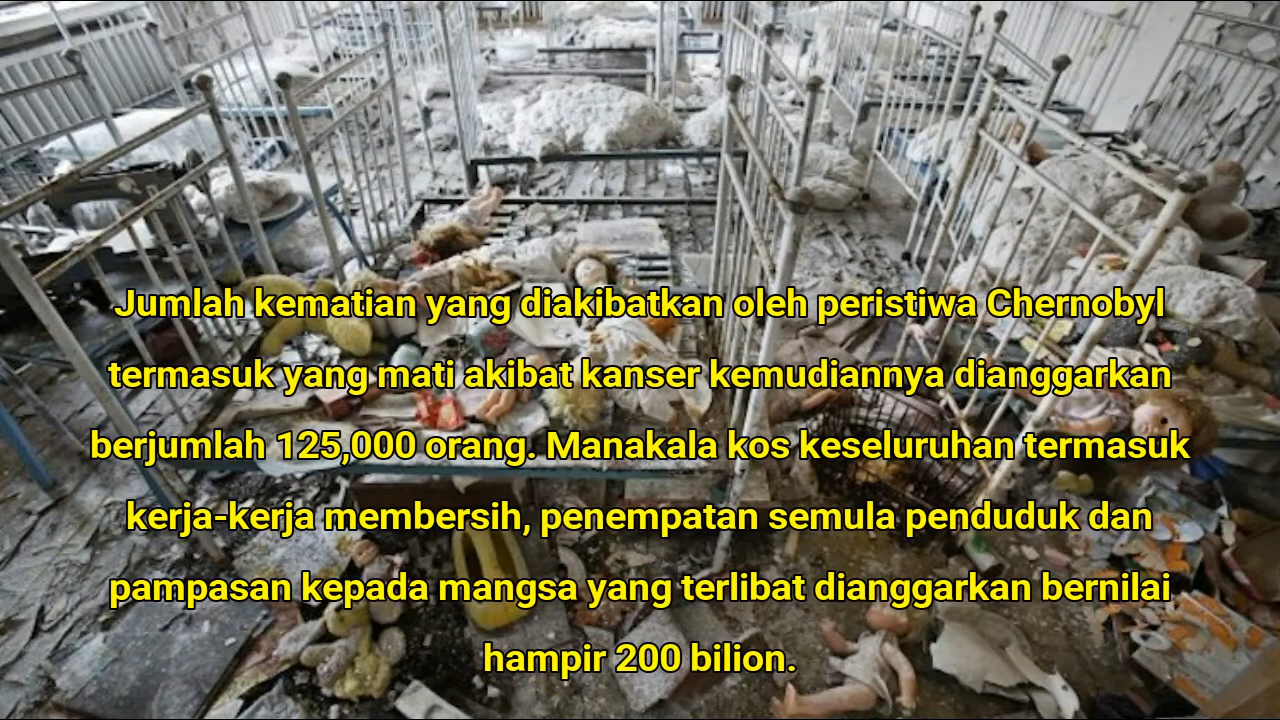 Jumlah kematian yang diakibatkan oleh peristiwa Chernobyl
termasuk yang mati akibat kanser kemudiannya dianggarkan
berjumlah 125,000 orang. Manakala kos keseluruhan termasuk
kerja-kerja membersih, penempatan semula penduduk dan
pampasan kepada mangsa yang terlibat dianggarkan bernilai
hampir 200 bilion.